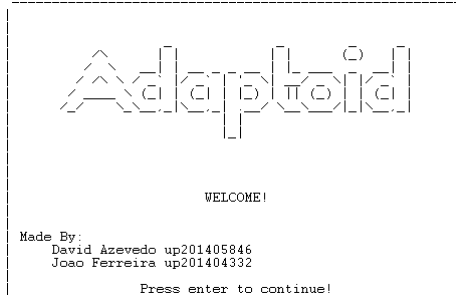 Adaptoid
WELCOME!
Made By:
David Azevedo up201405846
Joao Ferreira up201404332
Press enter to continue!